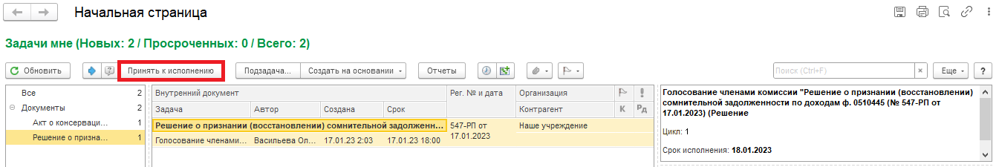 Начальная страница
Задачи мне (Новых: 2 / Просроченных: 0 / Всего: 2)
Обновить
Принять к исполнению
Подзадача...
Создать на основании
Отчеты
Поиск (Ctrl+F)
×
Еще
?
Все 2
Документы 2
Акт о консерваци... 1
Решение о призна... 1
Внутренний документ Рег. № и дата Организация
Задача Автор Создана Срок Контрагент К Рд
Решение о признании (восстановлении) сомнительной задолженн... 547-РП от 17.01.2023 Наше учреждение
Голосование членами... Васильева Ол... 17.01.23 2:03 17.01.23 18:00
Голосование членами комиссии "Решение о признании (восстановлении)
сомнительной задолженности по доходам ф. 0510445 (№ 547-РП от
17.01.2023) (Решение
Цикл: 1
Срок исполнения: 18.01.2023